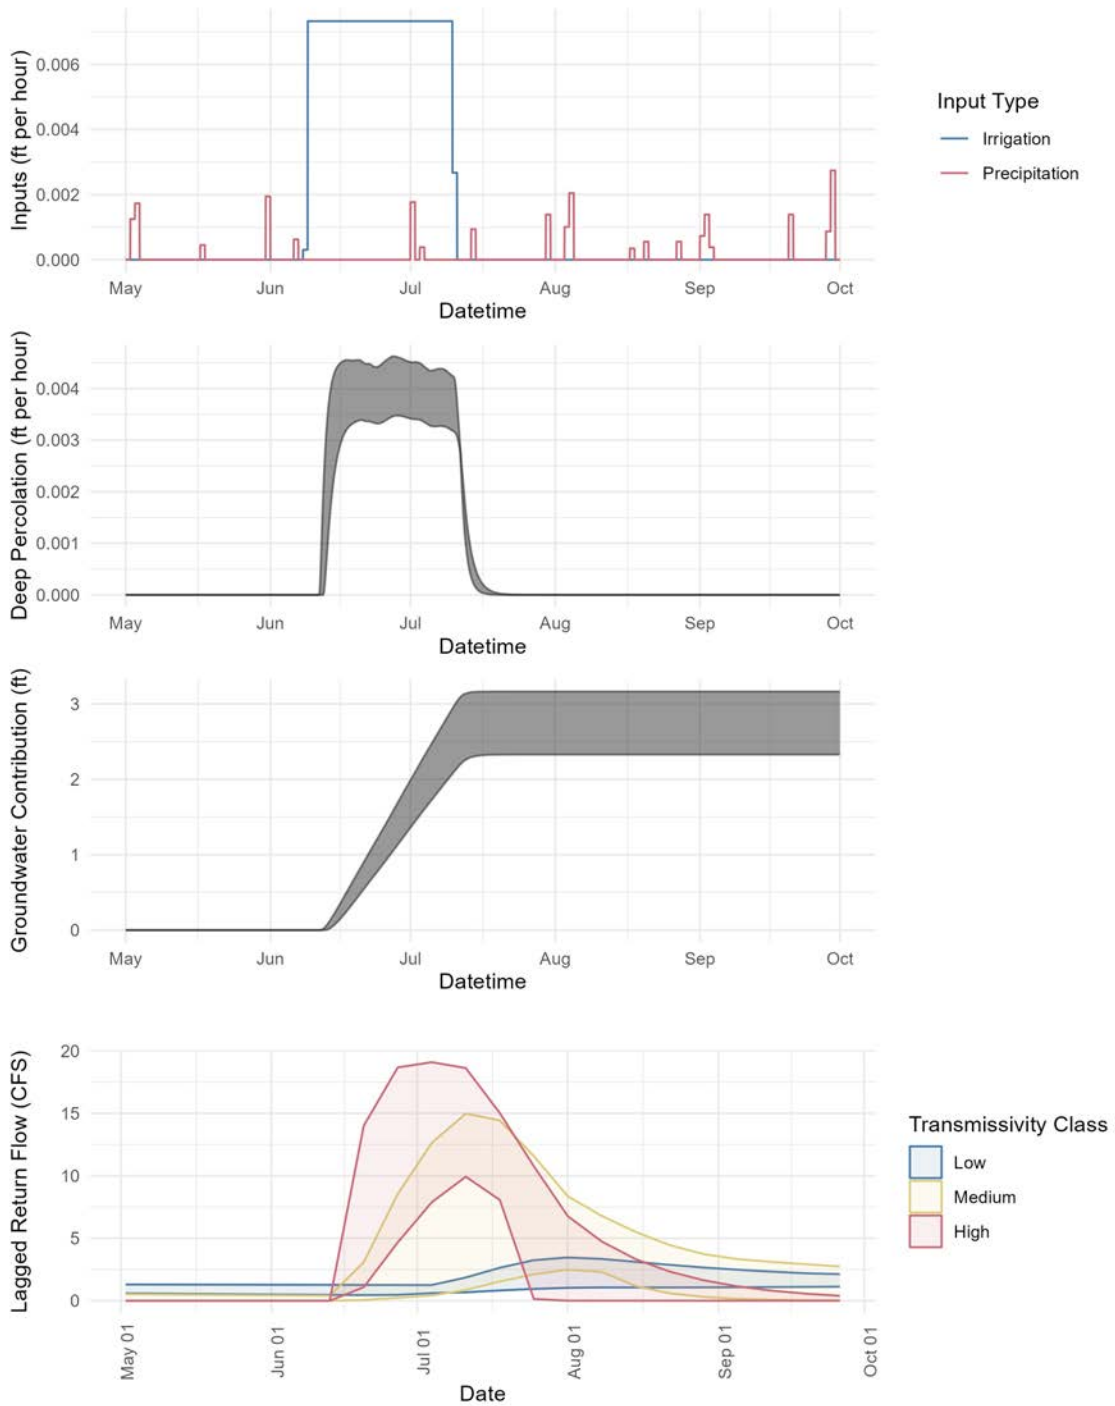 Inputs (ft per hour)
0.006
0.004
0.002
0.000
May Jun Jul Aug Sep Oct
Datetime
Input Type
Irrigation
Precipitation
Deep Percolation (ft per hour)
0.004
0.003
0.002
0.001
0.000
May Jun Jul Aug Sep Oct
Datetime
Groundwater Contribution (ft)
3
2
1
0
May Jun Jul Aug Sep Oct
Datetime
Lagged Return Flow (CFS)
20
15
10
5
0
May 01 Jun 01 Jul 01 Aug 01 Sep 01 Oct 01
Date
Transmissivity Class
Low
Medium
High